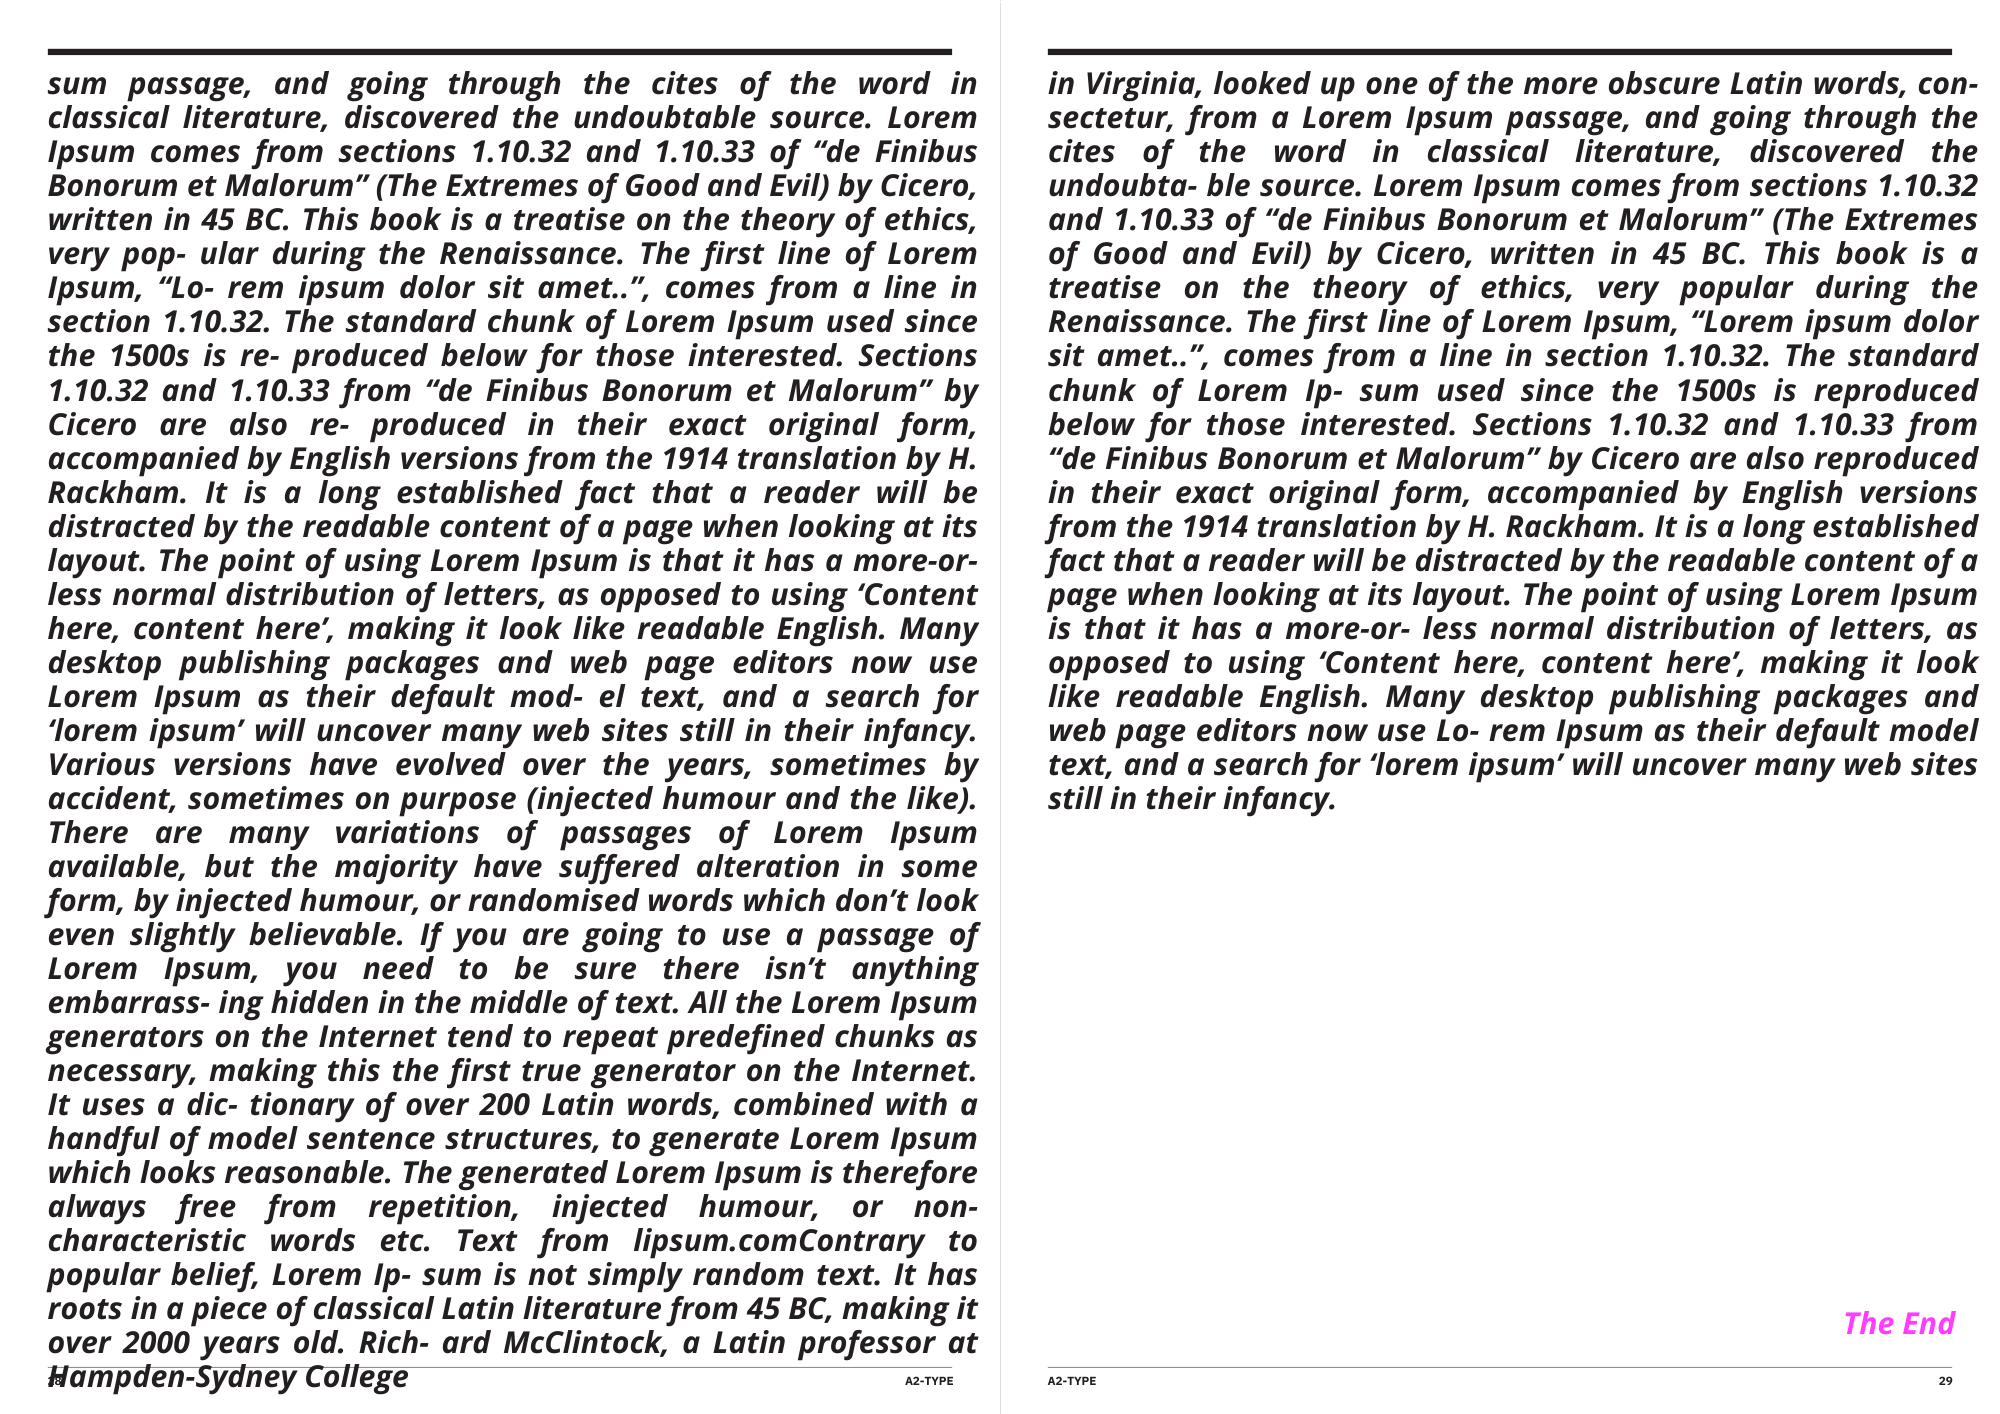 sum passage, and going through the cites of the word in
classical literature, discovered the undoubtable source. Lorem
Ipsum comes from sections 1.10.32 and 1.10.33 of “de Finibus
Bonorum et Malorum” (The Extremes of Good and Evil) by Cicero,
written in 45 BC. This book is a treatise on the theory of ethics,
very pop- ular during the Renaissance. The first line of Lorem
Ipsum, “Lo- rem ipsum dolor sit amet..”, comes from a line in
section 1.10.32. The standard chunk of Lorem Ipsum used since
the 1500s is re- produced below for those interested. Sections
1.10.32 and 1.10.33 from “de Finibus Bonorum et Malorum” by
Cicero are also re- produced in their exact original form,
accompanied by English versions from the 1914 translation by H.
Rackham. It is a long established fact that a reader will be
distracted by the readable content of a page when looking at its
layout. The point of using Lorem Ipsum is that it has a more-or-
less normal distribution of letters, as opposed to using ‘Content
here, content here’, making it look like readable English. Many
desktop publishing packages and web page editors now use
Lorem Ipsum as their default mod- el text, and a search for
‘lorem ipsum’ will uncover many web sites still in their infancy.
Various versions have evolved over the years, sometimes by
accident, sometimes on purpose (injected humour and the like).
There are many variations of passages of Lorem Ipsum
available, but the majority have suffered alteration in some
form, by injected humour, or randomised words which don’t look
even slightly believable. If you are going to use a passage of
Lorem Ipsum, you need to be sure there isn’t anything
embarrass- ing hidden in the middle of text. All the Lorem Ipsum
generators on the Internet tend to repeat predefined chunks as
necessary, making this the first true generator on the Internet.
It uses a dic- tionary of over 200 Latin words, combined with a
handful of model sentence structures, to generate Lorem Ipsum
which looks reasonable. The generated Lorem Ipsum is therefore
always free from repetition, injected humour, or non-
characteristic words etc. Text from lipsum.comContrary to
popular belief, Lorem Ip- sum is not simply random text. It has
roots in a piece of classical Latin literature from 45 BC, making it
over 2000 years old. Rich- ard McClintock, a Latin professor at
Hampden-Sydney College
28
A2-TYPE
in Virginia, looked up one of the more obscure Latin words, con-
sectetur, from a Lorem Ipsum passage, and going through the
cites of the word in classical literature, discovered the
undoubta- ble source. Lorem Ipsum comes from sections 1.10.32
and 1.10.33 of “de Finibus Bonorum et Malorum” (The Extremes
of Good and Evil) by Cicero, written in 45 BC. This book is a
treatise on the theory of ethics, very popular during the
Renaissance. The first line of Lorem Ipsum, “Lorem ipsum dolor
sit amet..”, comes from a line in section 1.10.32. The standard
chunk of Lorem Ip- sum used since the 1500s is reproduced
below for those interested. Sections 1.10.32 and 1.10.33 from
“de Finibus Bonorum et Malorum” by Cicero are also reproduced
in their exact original form, accompanied by English versions
from the 1914 translation by H. Rackham. It is a long established
fact that a reader will be distracted by the readable content of a
page when looking at its layout. The point of using Lorem Ipsum
is that it has a more-or- less normal distribution of letters, as
opposed to using ‘Content here, content here’, making it look
like readable English. Many desktop publishing packages and
web page editors now use Lo- rem Ipsum as their default model
text, and a search for ‘lorem ipsum’ will uncover many web sites
still in their infancy.
The End
A2-TYPE
29